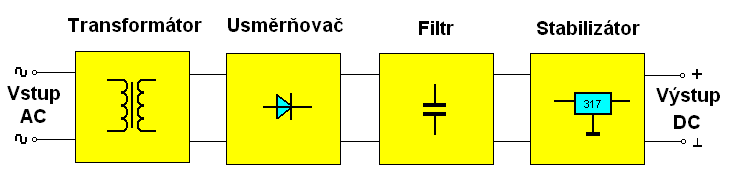 Transformátor
Usměrňovač
Filtr
Stabilizátor
Vstup
AC
317
+
Výstup
DC